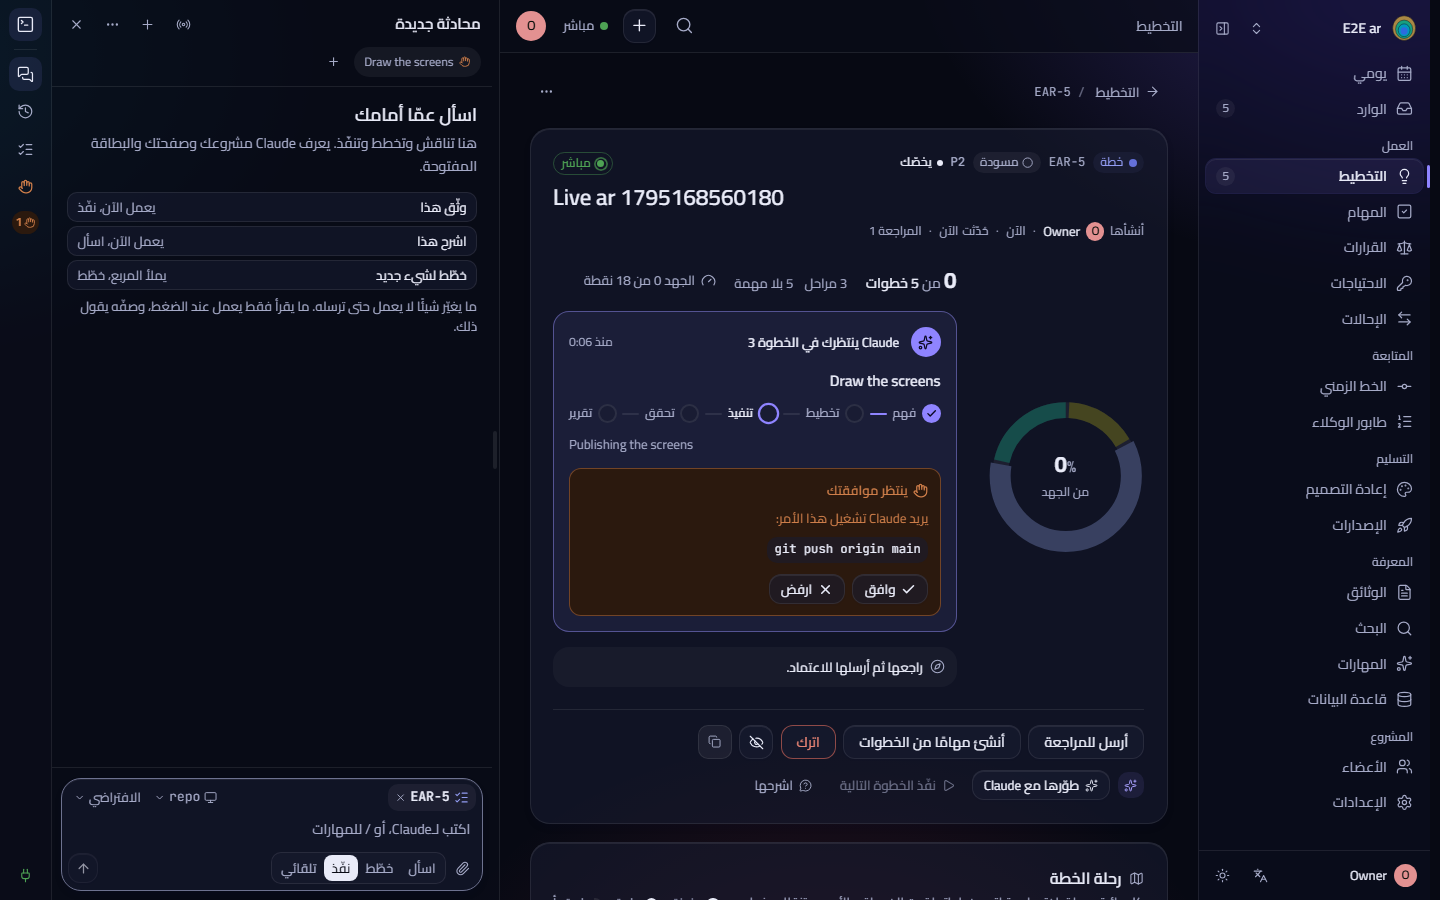 E2E ar
يومي
الوارد
5
العمل
التخطيط
5
المهام
القرارات
الاحتياجات
الإحالات
المتابعة
الخط الزمني
طابور الوكلاء
التسليم
إعادة التصميم
الإصدارات
المعرفة
الوثائق
البحث
المهارات
قاعدة البيانات
المشروع
الأعضاء
الإعدادات
O Owner
التخطيط
مباشر
O
التخطيط / EAR-5
خطة EAR-5 مسودة P2 يخصّك
مباشر
Live ar 1795168560180
أنشأها O Owner · الآن · حُدّثت الآن · المراجعة 1
0 من 5 خطوات 3 مراحل 5 بلا مهمة الجهد 0 من 18 نقطة
0%
من الجهد
Claude ينتظرك في الخطوة 3
منذ 0:06
Draw the screens
فهم تخطيط تنفيذ تحقق تقرير
Publishing the screens
ينتظر موافقتك
يريد Claude تشغيل هذا الأمر:
git push origin main
وافق ارفض
راجعها ثم أرسلها للاعتماد.
أرسل للمراجعة أنشئ مهامًا من الخطوات اترك
طوّرها مع Claude نفّذ الخطوة التالية اشرحها
رحلة الخطة
محادثة جديدة
Draw the screens
اسأل عمّا أمامك
هنا تناقش وتخطط وتنفّذ. يعرف Claude مشروعك وصفحتك والبطاقة
المفتوحة.
وثّق هذا يعمل الآن، نفّذ
اشرح هذا يعمل الآن، اسأل
خطّط لشيء جديد يملأ المربع، خطّط
ما يغيّر شيئًا لا يعمل حتى ترسله. ما يقرأ فقط يعمل عند الضغط، وصفّه يقول
ذلك.
EAR-5 repo الافتراضي
اكتب لـClaude، أو / للمهارات
اسأل خطّط نفّذ تلقائي
1